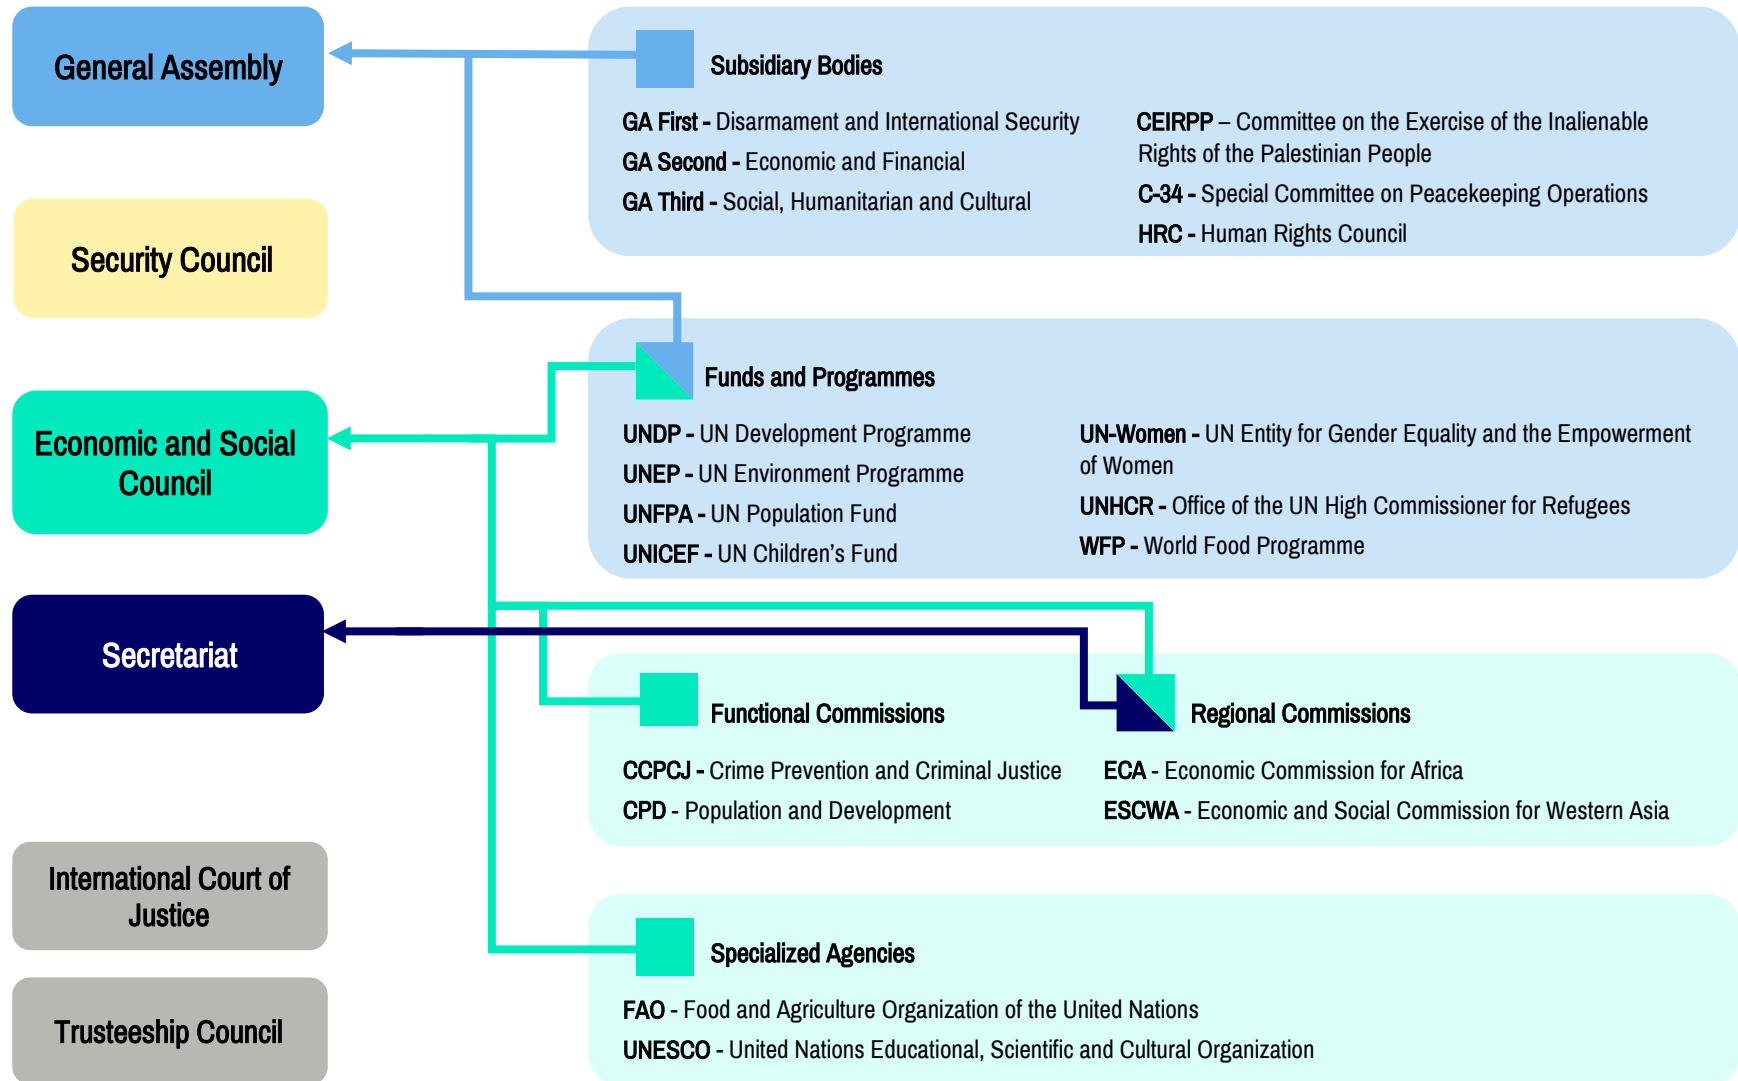 General Assembly
Security Council
Economic and Social
Council
Secretariat
International Court of
Justice
Trusteeship Council
Subsidiary Bodies
GA First - Disarmament and International Security
GA Second - Economic and Financial
GA Third - Social, Humanitarian and Cultural
CEIRPP – Committee on the Exercise of the Inalienable
Rights of the Palestinian People
C-34 - Special Committee on Peacekeeping Operations
HRC - Human Rights Council
Funds and Programmes
UNDP - UN Development Programme
UNEP - UN Environment Programme
UNFPA - UN Population Fund
UNICEF - UN Children’s Fund
UN-Women - UN Entity for Gender Equality and the Empowerment
of Women
UNHCR - Office of the UN High Commissioner for Refugees
WFP - World Food Programme
Functional Commissions
CCPCJ - Crime Prevention and Criminal Justice
CPD - Population and Development
Regional Commissions
ECA - Economic Commission for Africa
ESCWA - Economic and Social Commission for Western Asia
Specialized Agencies
FAO - Food and Agriculture Organization of the United Nations
UNESCO - United Nations Educational, Scientific and Cultural Organization